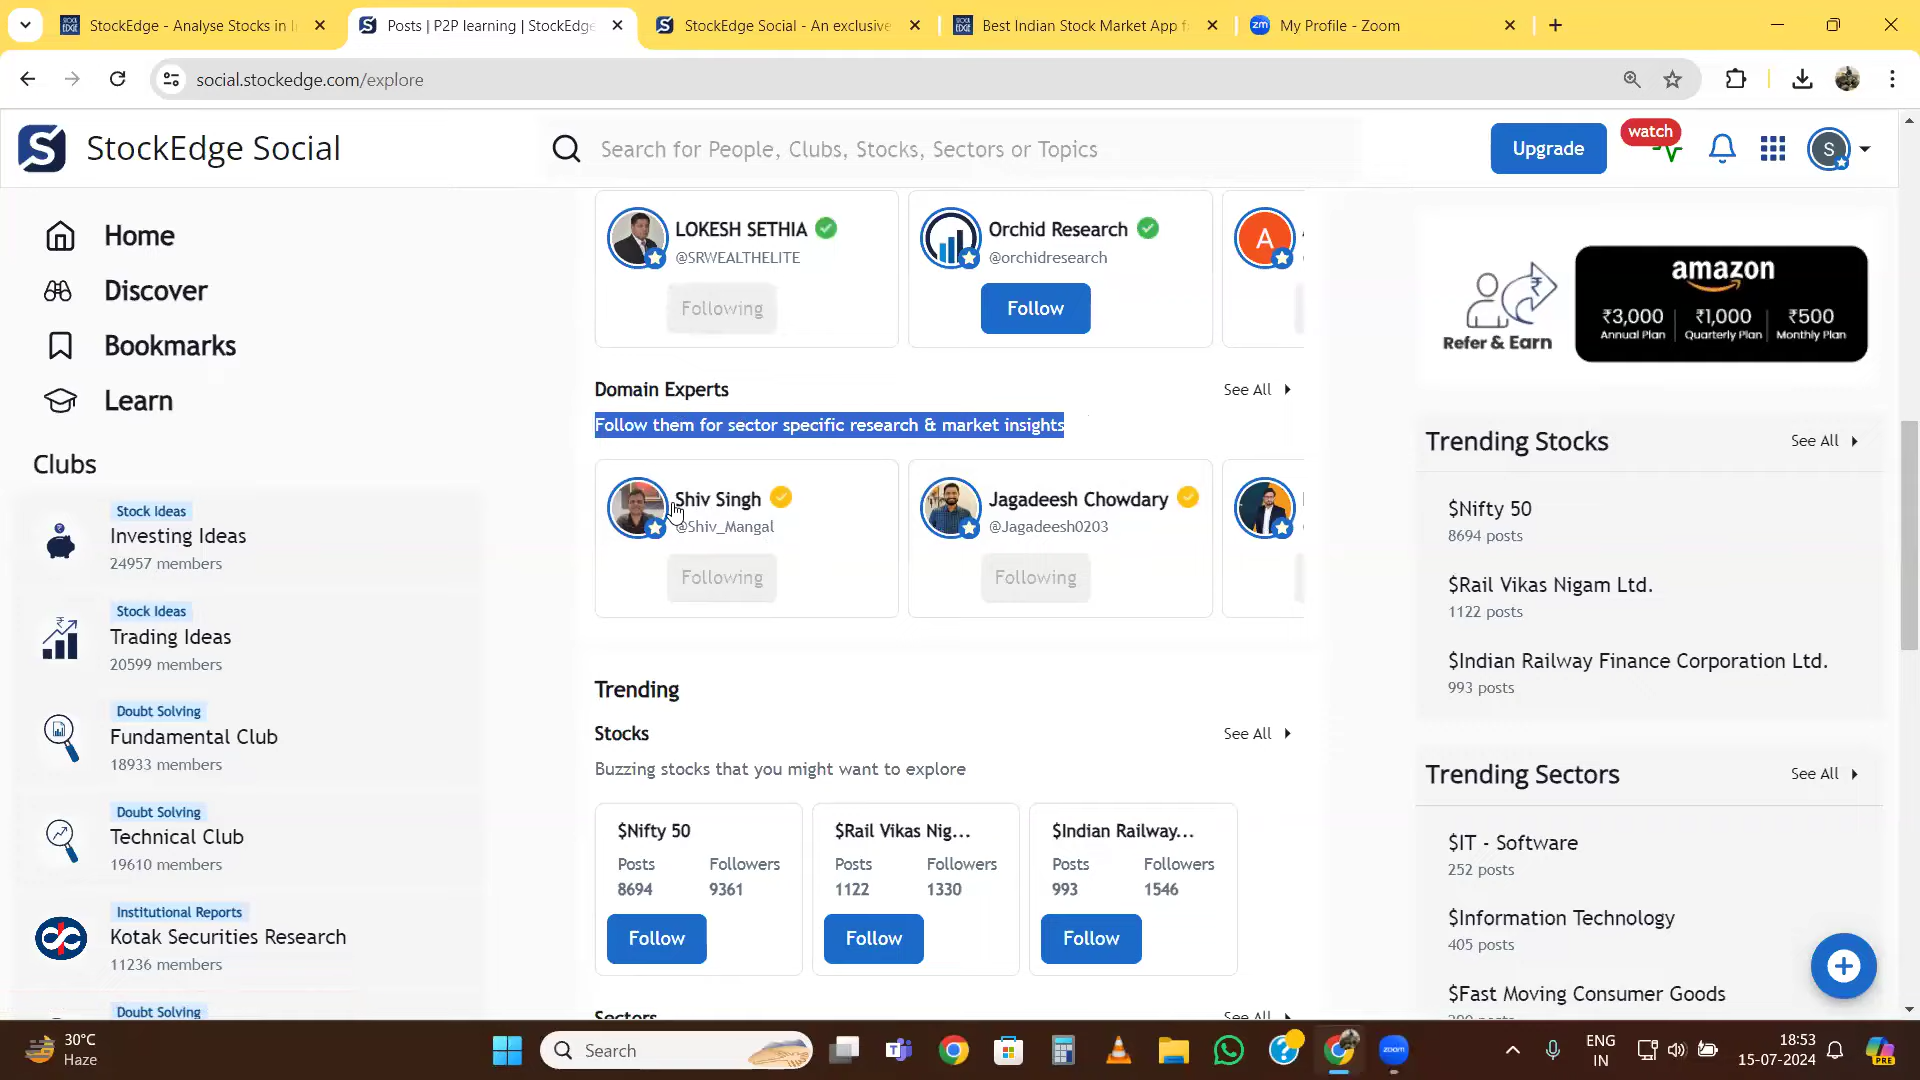 StockEdge - Analyse Stocks in I
Posts | P2P learning | StockEdge
StockEdge Social - An exclusive
Best Indian Stock Market App f
zm My Profile - Zoom
social.stockedge.com/explore
StockEdge Social
Search for People, Clubs, Stocks, Sectors or Topics
Upgrade
watch
S
Home
Discover
Bookmarks
Learn
Clubs
Stock Ideas
Investing Ideas
24957 members
Stock Ideas
Trading Ideas
20599 members
Doubt Solving
Fundamental Club
18933 members
Doubt Solving
Technical Club
19610 members
Institutional Reports
Kotak Securities Research
11236 members
Doubt Solving
LOKESH SETHIA
@SRWEALTHELITE
Following
Orchid Research
@orchidresearch
Follow
A
Domain Experts
See All
Follow them for sector specific research & market insights
Shiv Singh
@Shiv_Mangal
Following
Jagadeesh Chowdary
@Jagadeesh0203
Following
Trending
Stocks
See All
Buzzing stocks that you might want to explore
$Nifty 50
Posts Followers
8694 9361
Follow
$Rail Vikas Nig...
Posts Followers
1122 1330
Follow
$Indian Railway...
Posts Followers
993 1546
Follow
Sectors
See All
Refer & Earn
amazon
₹3,000 ₹1,000 ₹500
Annual Plan Quarterly Plan Monthly Plan
Trending Stocks
See All
$Nifty 50
8694 posts
$Rail Vikas Nigam Ltd.
1122 posts
$Indian Railway Finance Corporation Ltd.
993 posts
Trending Sectors
See All
$IT - Software
252 posts
$Information Technology
405 posts
$Fast Moving Consumer Goods
30°C
Haze
Search
zoom
ENG
IN
18:53
15-07-2024
PRE